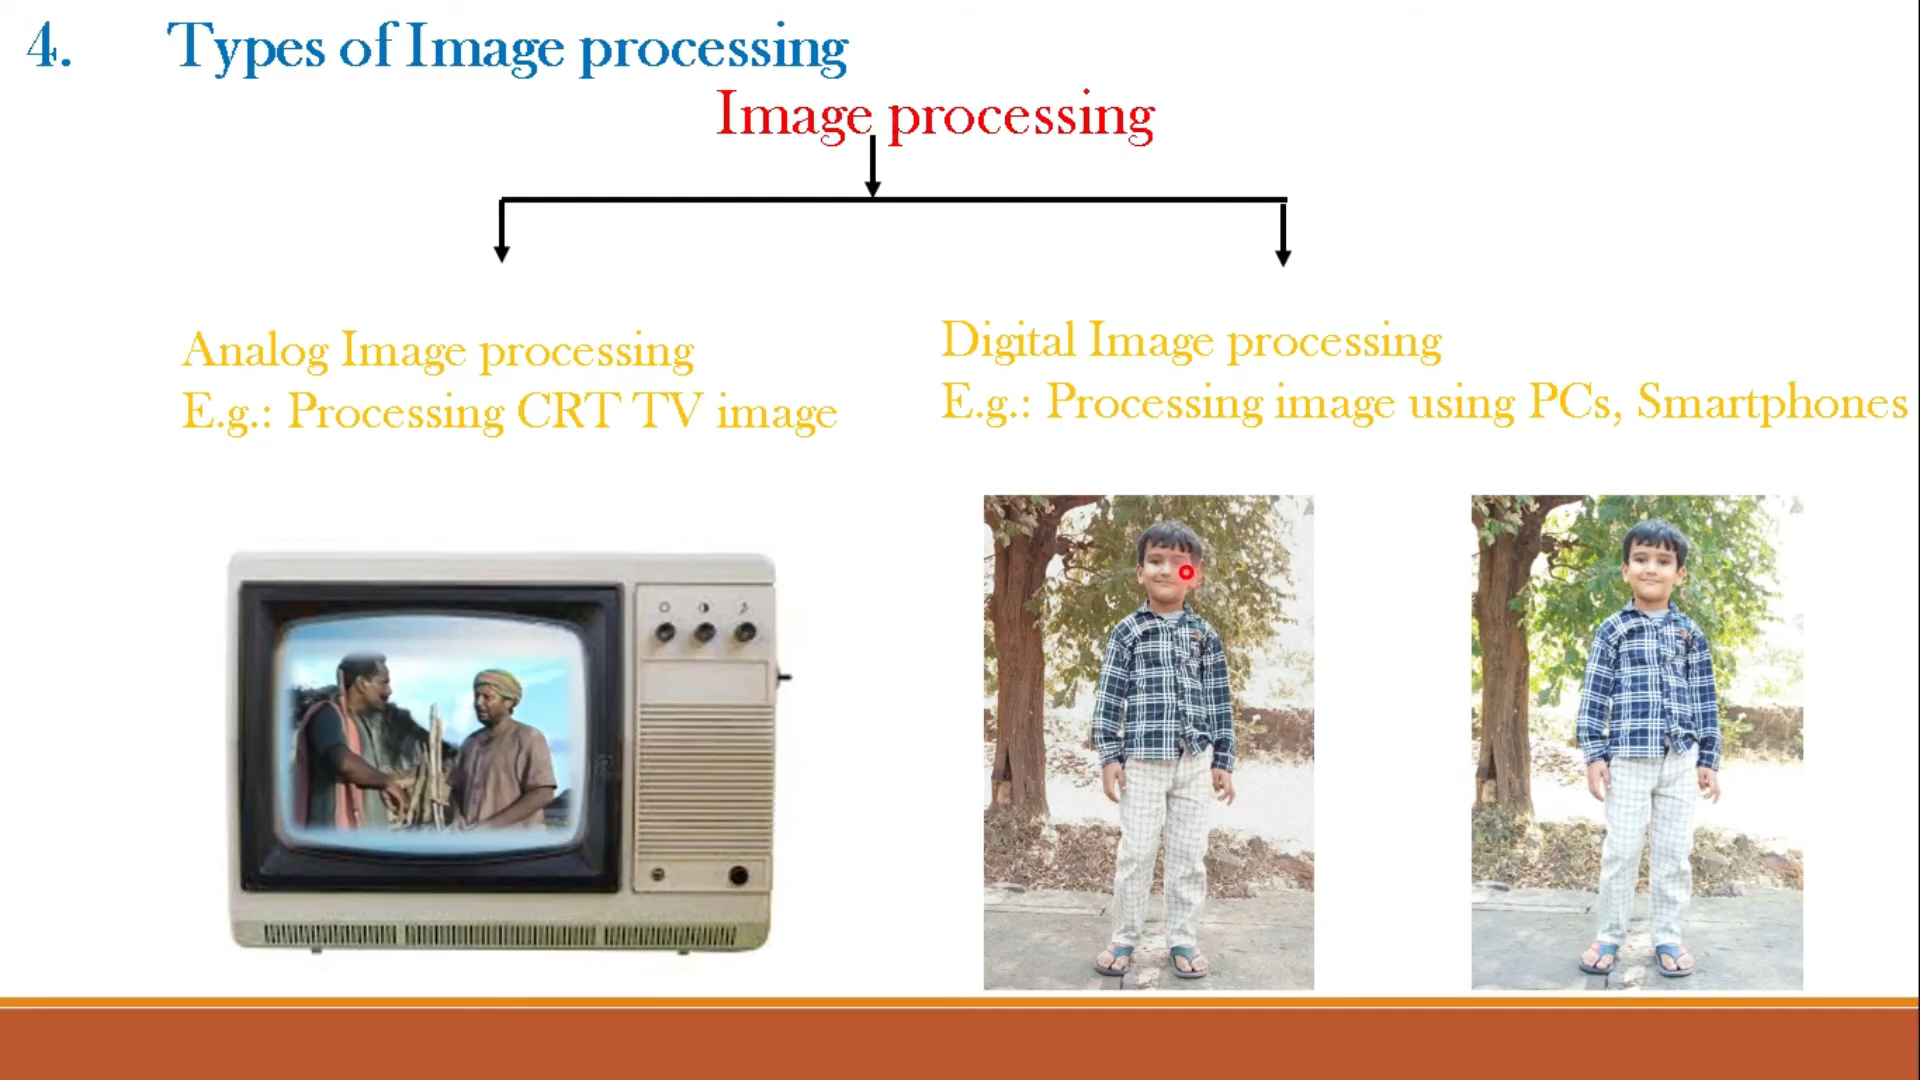 4. Types of Image processing
Image processing
Analog Image processing
E.g.: Processing CRT TV image
Digital Image processing
E.g.: Processing image using PCs, Smartphones